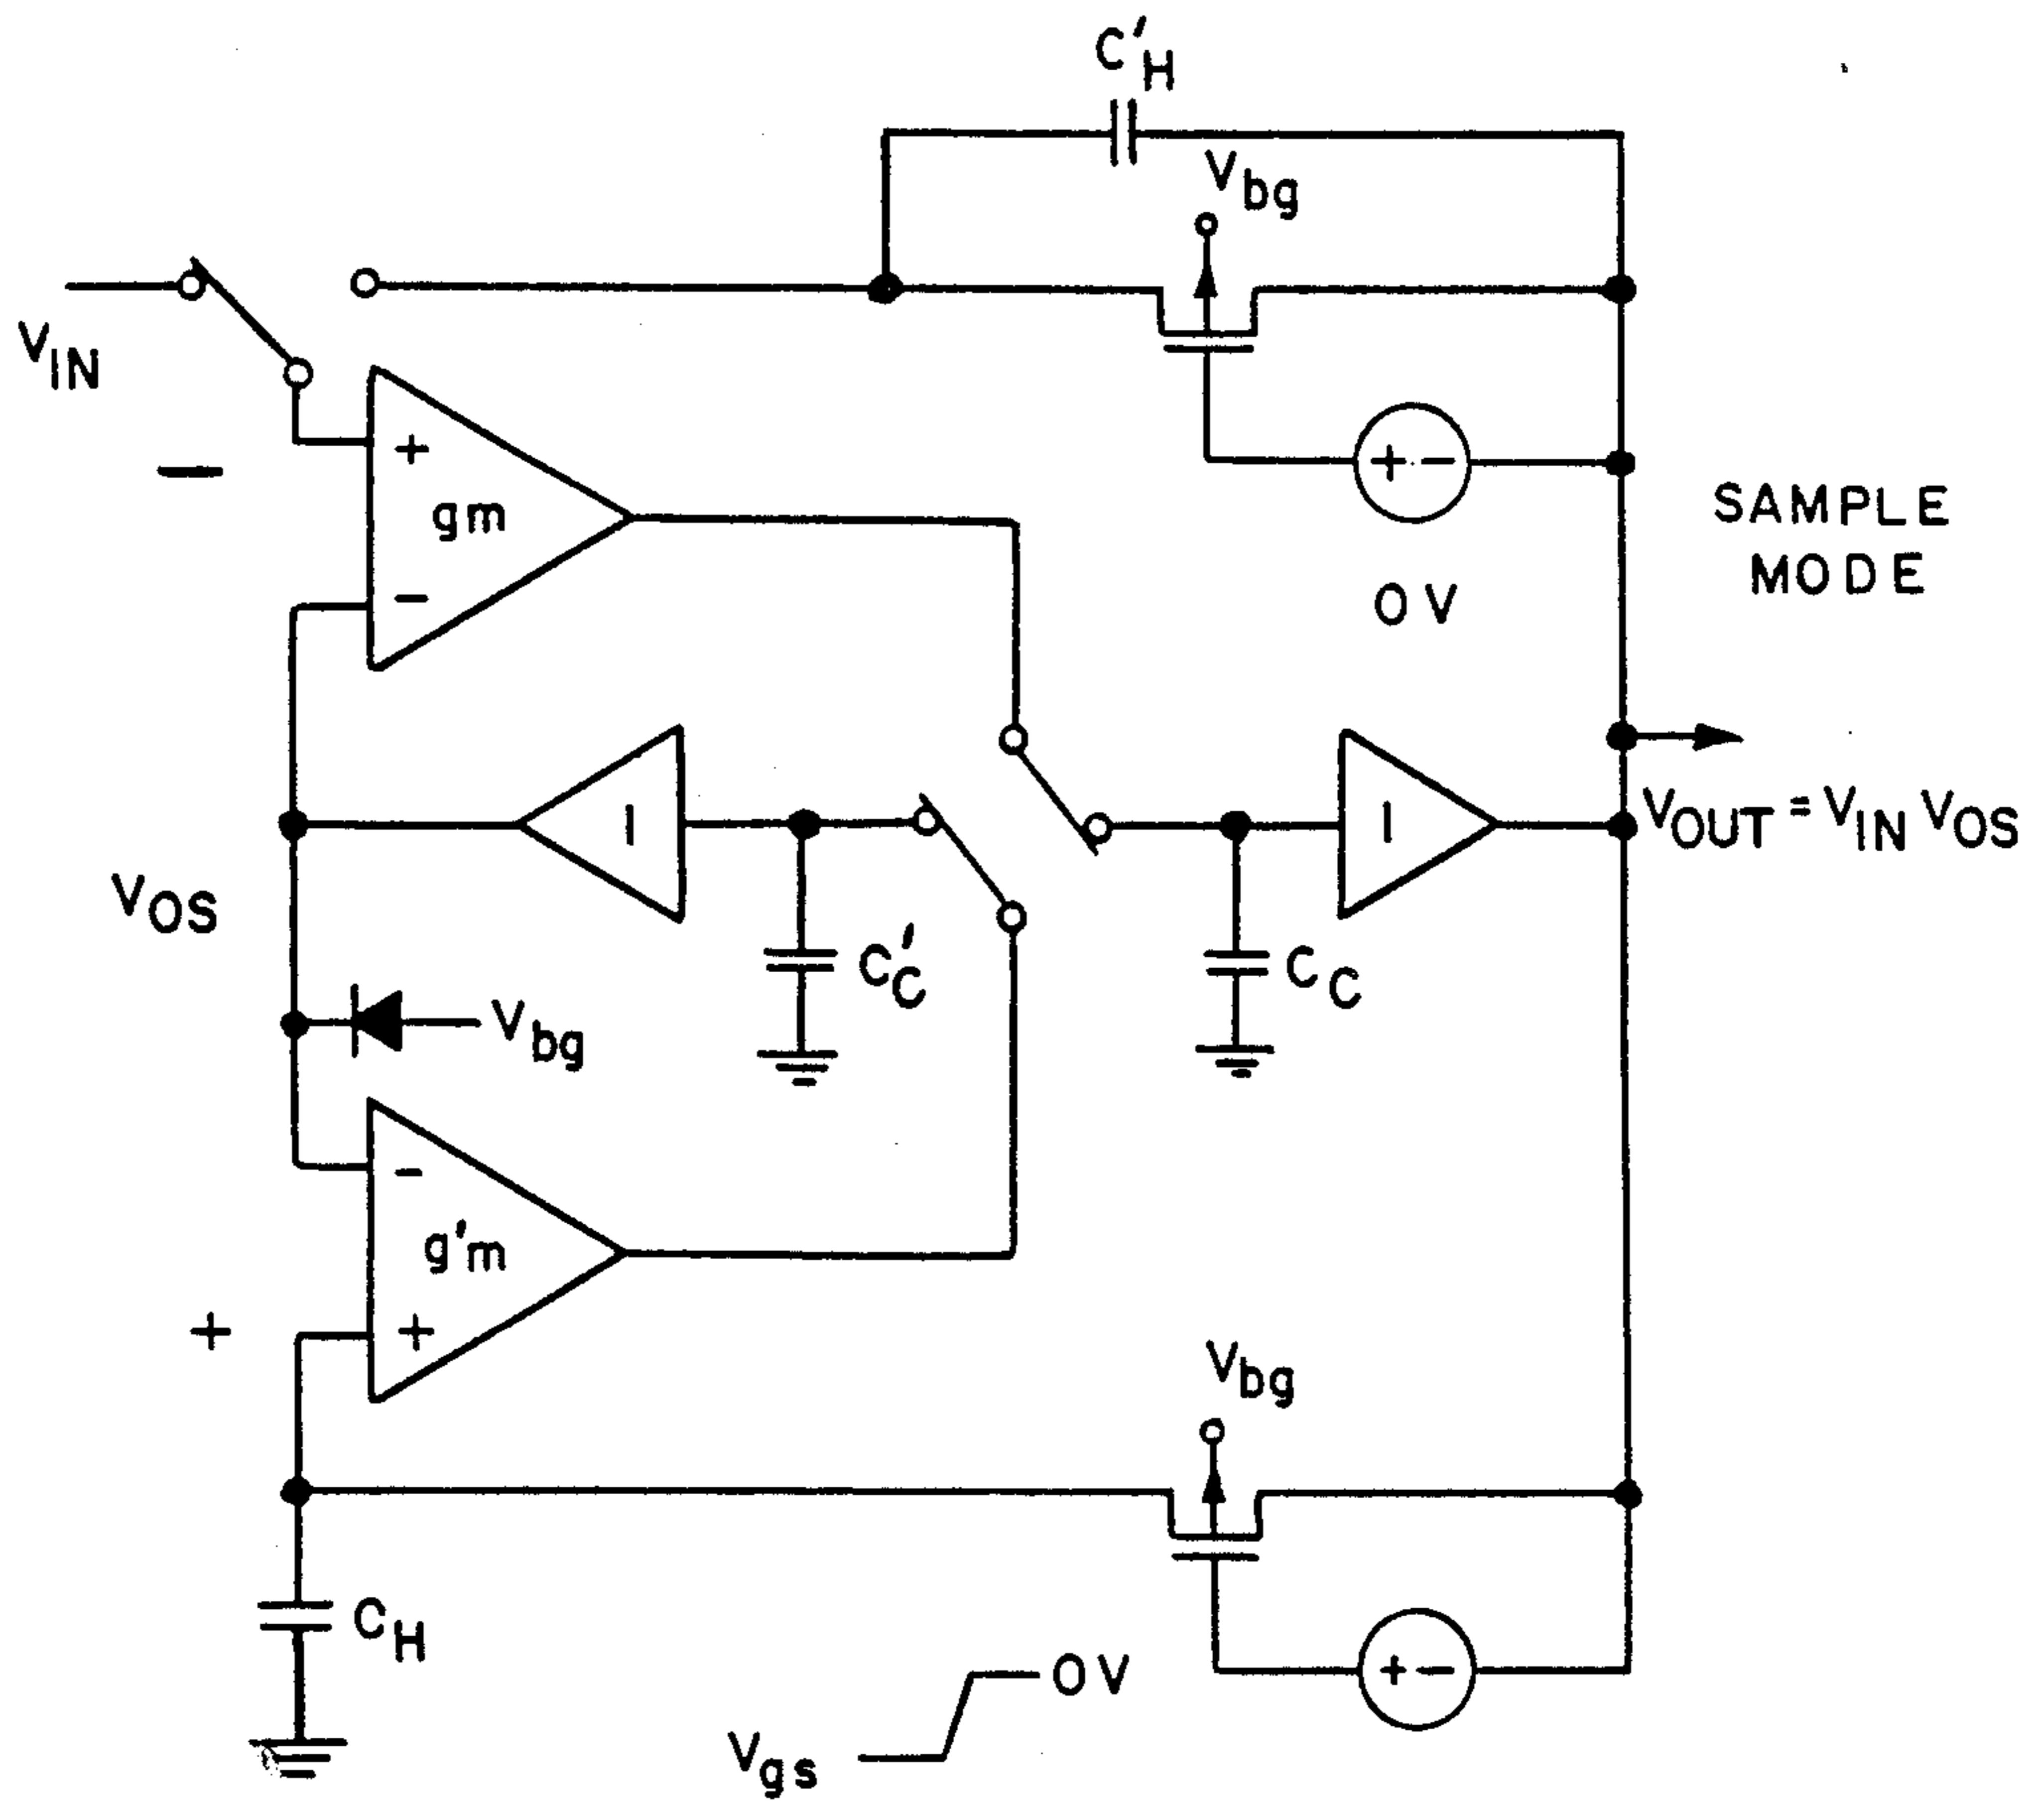 C'H
Vbg
VIN
+
gm
−
−
+ −
SAMPLE
MODE
0 V
1
1
VOUT = VIN VOS
VOS
C'C
CC
Vbg
−
g'm
+
+
Vbg
CH
+ −
0 V
Vgs